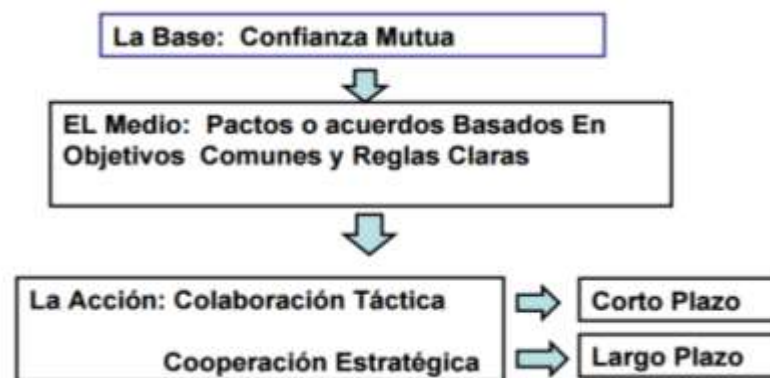 La Base: Confianza Mutua
EL Medio: Pactos o acuerdos Basados En
Objetivos Comunes y Reglas Claras
La Acción: Colaboración Táctica
Corto Plazo
Cooperación Estratégica
Largo Plazo